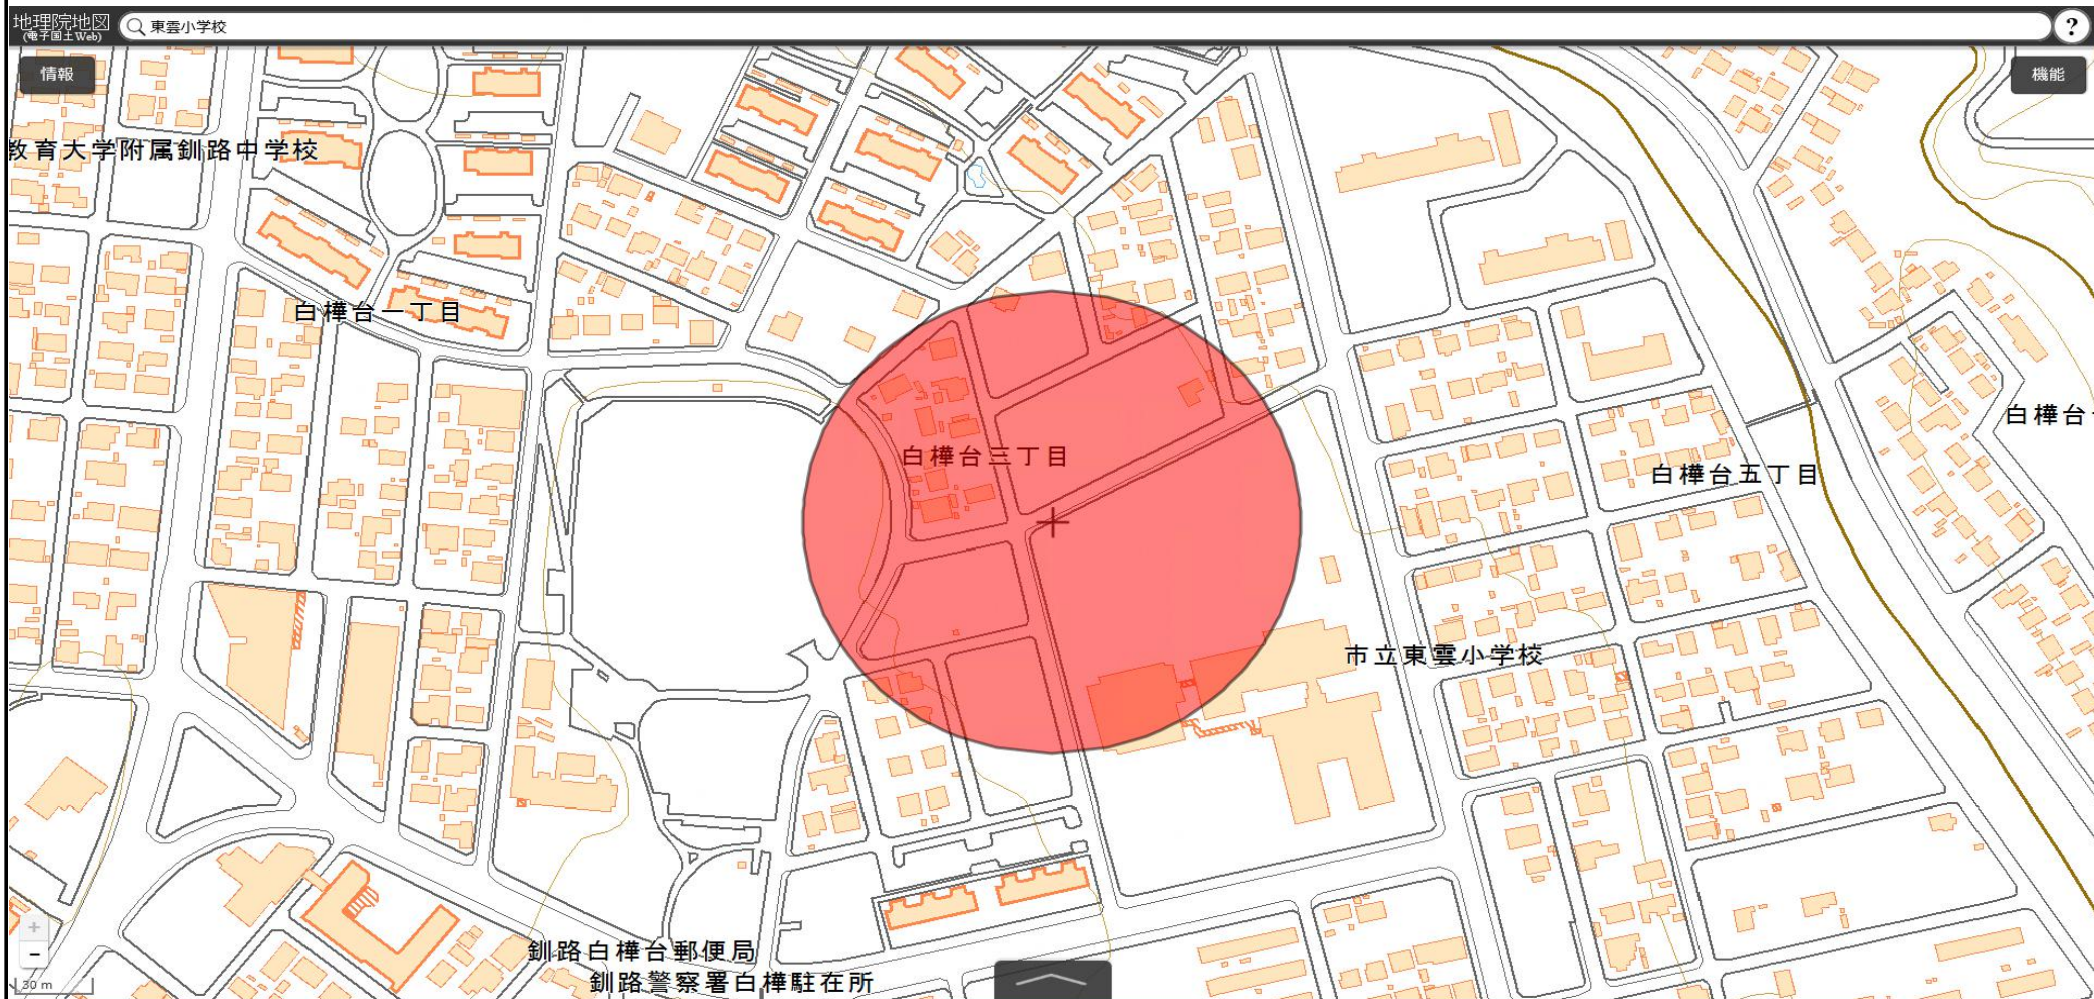 地理院地図
(電子国土Web)
東雲小学校
?
情報
機能
教育大学附属釧路中学校
白樺台一丁目
白樺台
白樺台三丁目
白樺台五丁目
市立東雲小学校
釧路白樺台郵便局
釧路警察署白樺駐在所
+
-
30 m